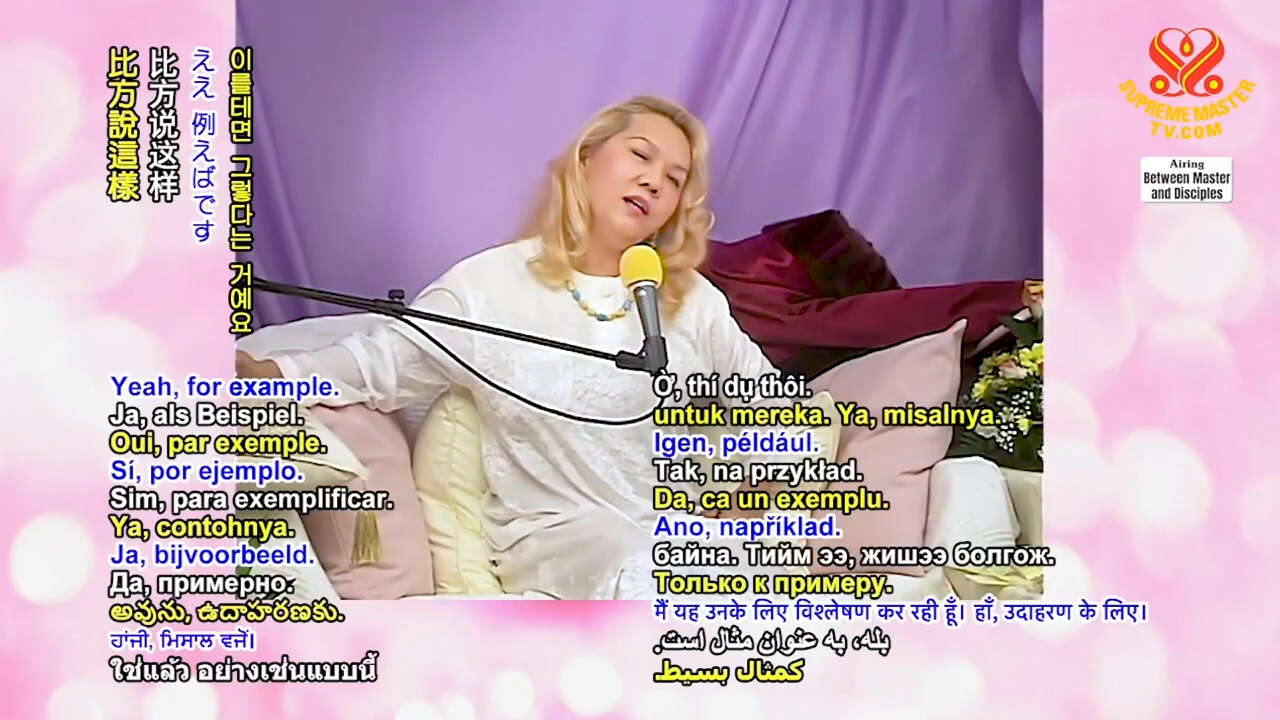 比方說這樣
比方说这样
ええ 例えばです
이를테면 그렇다는 거예요
SUPREME MASTER
TV.COM
Airing
Between Master
and Disciples
Yeah, for example.
Ja, als Beispiel.
Oui, par exemple.
Sí, por ejemplo.
Sim, para exemplificar.
Ya, contohnya.
Ja, bijvoorbeeld.
Да, примерно.
అవును, ఉదాహరణకు.
ਹਾਂਜੀ, ਮਿਸਾਲ ਵਜੋਂ।
ใช่แล้ว อย่างเช่นแบบนี้
Ờ, thí dụ thôi.
untuk mereka. Ya, misalnya.
Igen, például.
Tak, na przykład.
Da, ca un exemplu.
Ano, například.
байна. Тийм ээ, жишээ болгож.
Только к примеру.
मैं यह उनके लिए विश्लेषण कर रही हूँ। हाँ, उदाहरण के लिए।
بله، به عنوان مثال است.
كمثال بسيط.